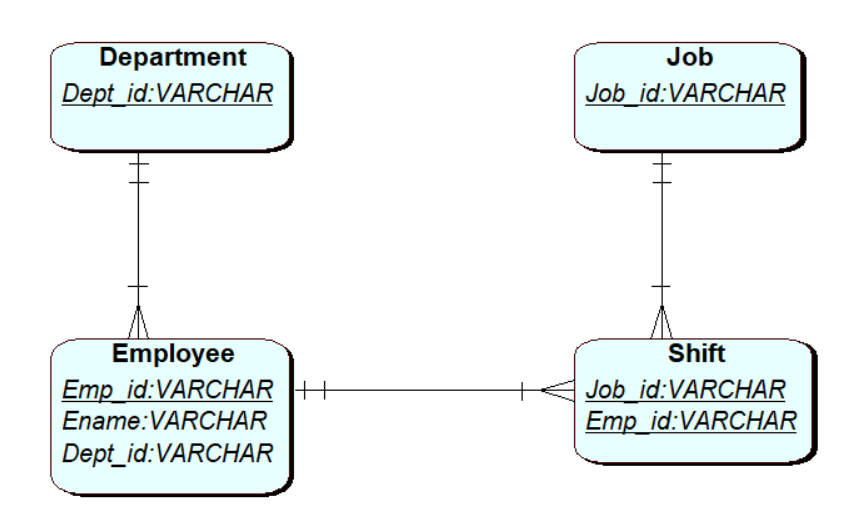 Department
Dept_id:VARCHAR
Job
Job_id:VARCHAR
Employee
Emp_id:VARCHAR
Ename:VARCHAR
Dept_id:VARCHAR
Shift
Job_id:VARCHAR
Emp_id:VARCHAR